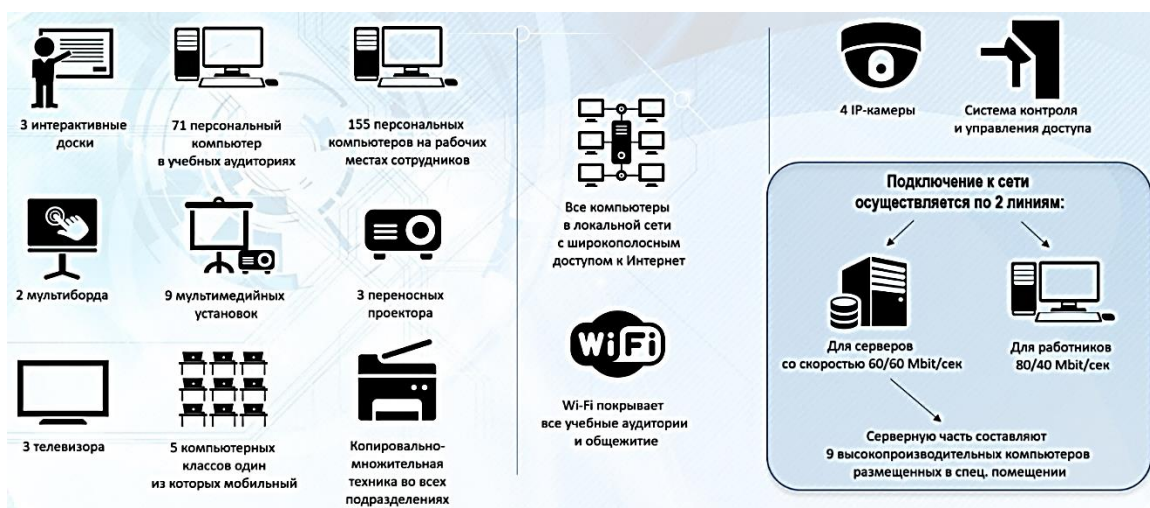 3 интерактивные
доски
71 персональный
компьютер
в учебных аудиториях
155 персональных
компьютеров на рабочих
местах сотрудников
2 мультиборда
9 мультимедийных
установок
3 переносных
проектора
3 телевизора
5 компьютерных
классов один
из которых мобильный
Копировально-
множительная
техника во всех
подразделениях
Все компьютеры
в локальной сети
с широкополосным
доступом к Интернет
Wi Fi
Wi-Fi покрывает
все учебные аудитории
и общежитие
4 IP-камеры
Система контроля
и управления доступа
Подключение к сети
осуществляется по 2 линиям:
Для серверов
со скоростью 60/60 Mbit/сек
Для работников
80/40 Mbit/сек
Серверную часть составляют
9 высокопроизводительных компьютеров
размещенных в спец. помещении